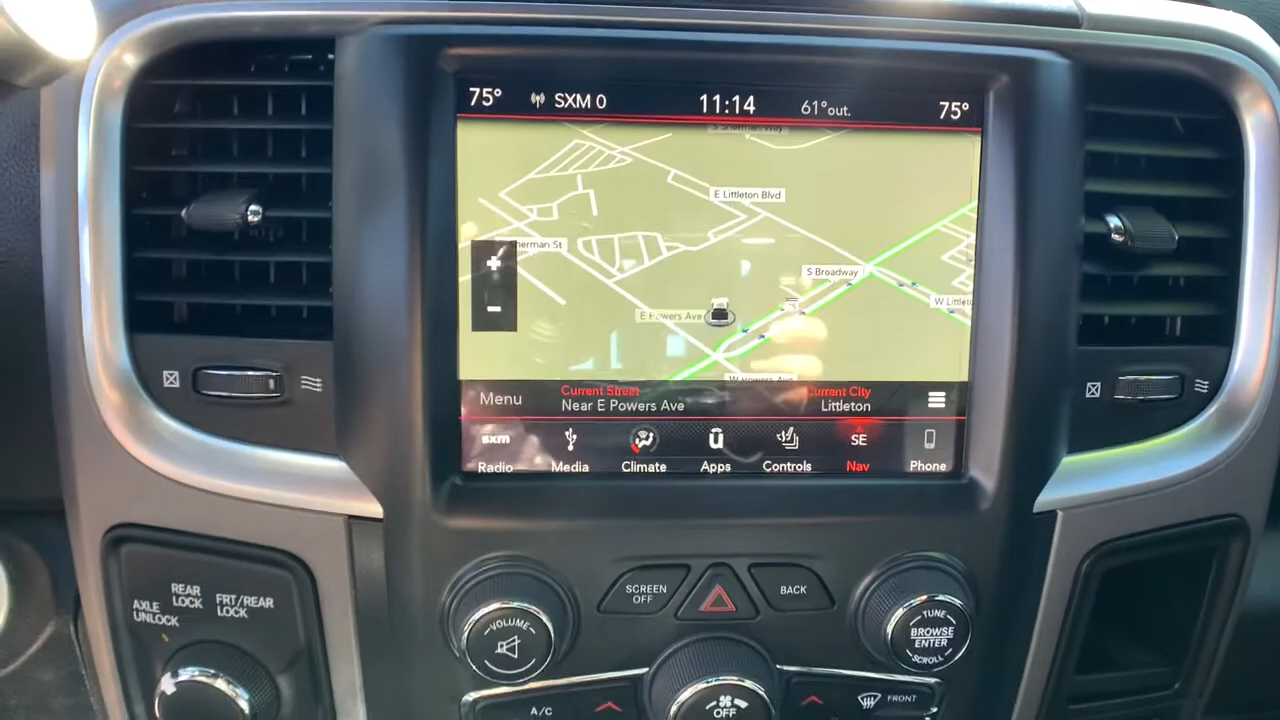 75° SXM 0 11:14 61°out. 75°
E Littleton Blvd
herman St
S Broadway
W Littleto
E Powers Ave
W Powers Ave
+
-
Menu
Current Street
Near E Powers Ave
Current City
Littleton
sxm SE
Radio Media Climate Apps Controls Nav Phone
AXLE UNLOCK
REAR LOCK
FRT/REAR LOCK
SCREEN OFF
BACK
VOLUME
TUNE
BROWSE
ENTER
SCROLL
A/C
OFF
FRONT